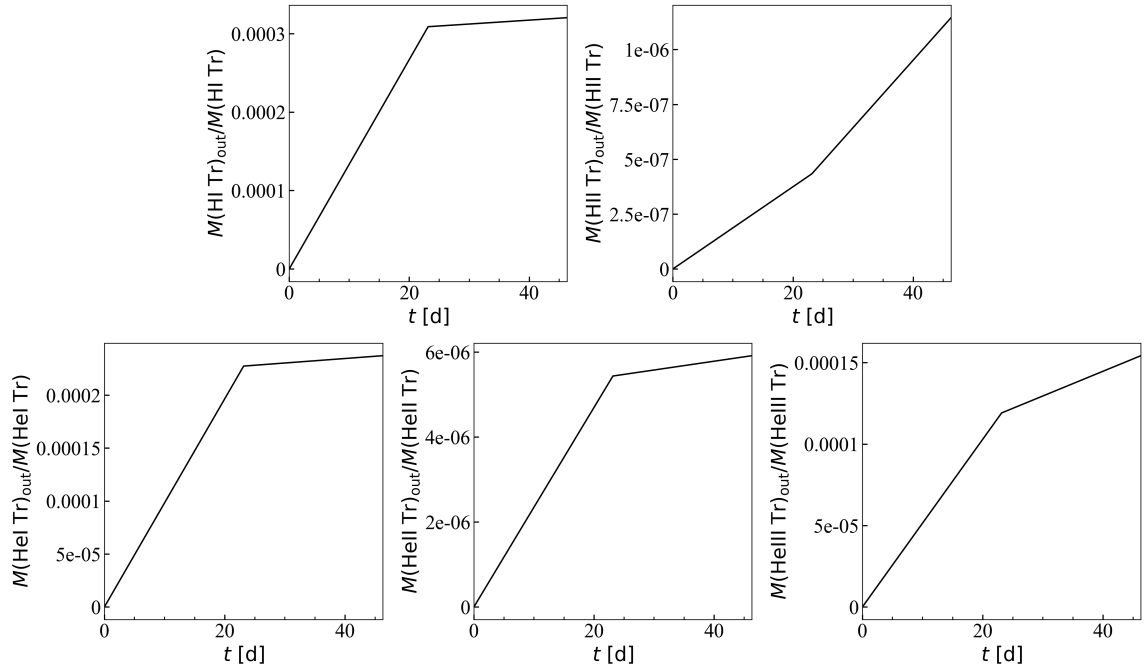 M(HI Tr)out/M(HI Tr)
0.0003
0.0002
0.0001
0
0 20 40
t [d]
M(HII Tr)out/M(HII Tr)
1e-06
7.5e-07
5e-07
2.5e-07
0
0 20 40
t [d]
M(HeI Tr)out/M(HeI Tr)
0.0002
0.00015
0.0001
5e-05
0
0 20 40
t [d]
M(HeII Tr)out/M(HeII Tr)
6e-06
4e-06
2e-06
0
0 20 40
t [d]
M(HeIII Tr)out/M(HeIII Tr)
0.00015
0.0001
5e-05
0
0 20 40
t [d]